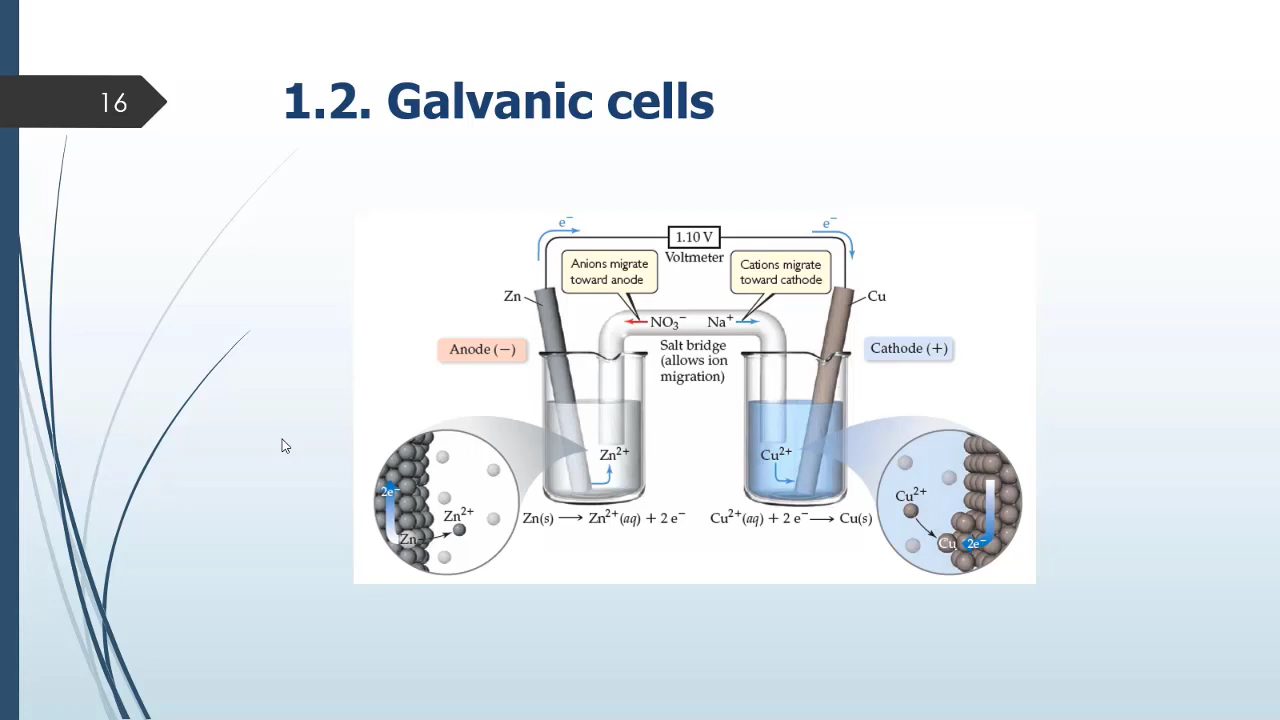 16
1.2. Galvanic cells
e⁻
e⁻
1.10 V
Voltmeter
Anions migrate
toward anode
Cations migrate
toward cathode
Zn
Cu
NO₃⁻
Na⁺
Salt bridge
(allows ion
migration)
Anode (−)
Cathode (+)
Zn²⁺
Cu²⁺
2e⁻
Zn²⁺
Zn
Cu²⁺
Cu
2e⁻
Zn(s) ⟶ Zn²⁺(aq) + 2 e⁻
Cu²⁺(aq) + 2 e⁻ ⟶ Cu(s)